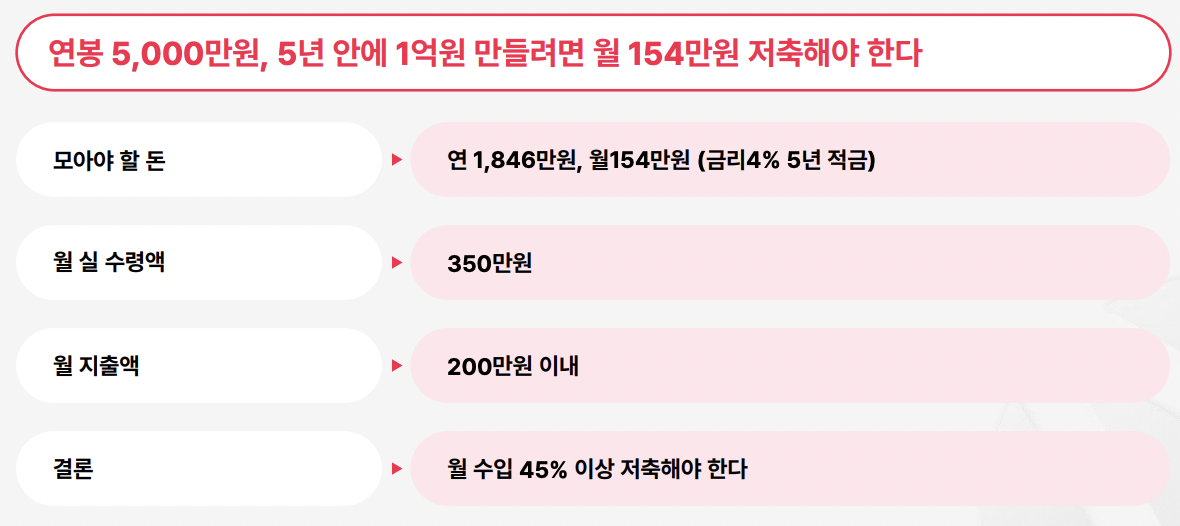 연봉 5,000만원, 5년 안에 1억원 만들려면 월 154만원 저축해야 한다
모아야 할 돈
연 1,846만원, 월154만원 (금리4% 5년 적금)
월 실 수령액
350만원
월 지출액
200만원 이내
결론
월 수입 45% 이상 저축해야 한다